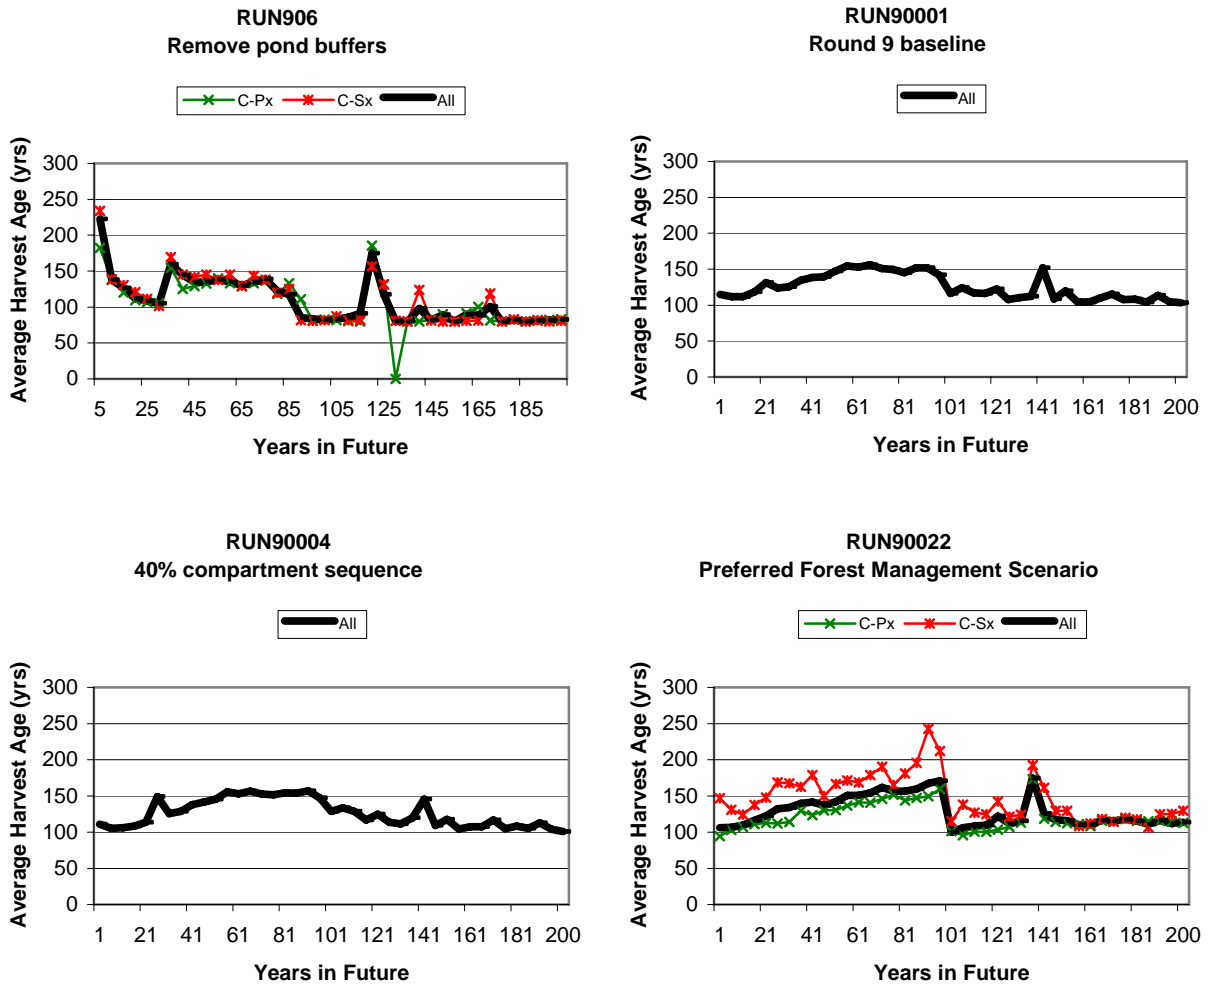 RUN906
Remove pond buffers
C-Px C-Sx All
Average Harvest Age (yrs)
300
250
200
150
100
50
0
5 25 45 65 85 105 125 145 165 185
Years in Future
RUN90001
Round 9 baseline
All
Average Harvest Age (yrs)
300
250
200
150
100
50
0
1 21 41 61 81 101 121 141 161 181 200
Years in Future
RUN90004
40% compartment sequence
All
Average Harvest Age (yrs)
300
250
200
150
100
50
0
1 21 41 61 81 101 121 141 161 181 200
Years in Future
RUN90022
Preferred Forest Management Scenario
C-Px C-Sx All
Average Harvest Age (yrs)
300
250
200
150
100
50
0
1 21 41 61 81 101 121 141 161 181 200
Years in Future